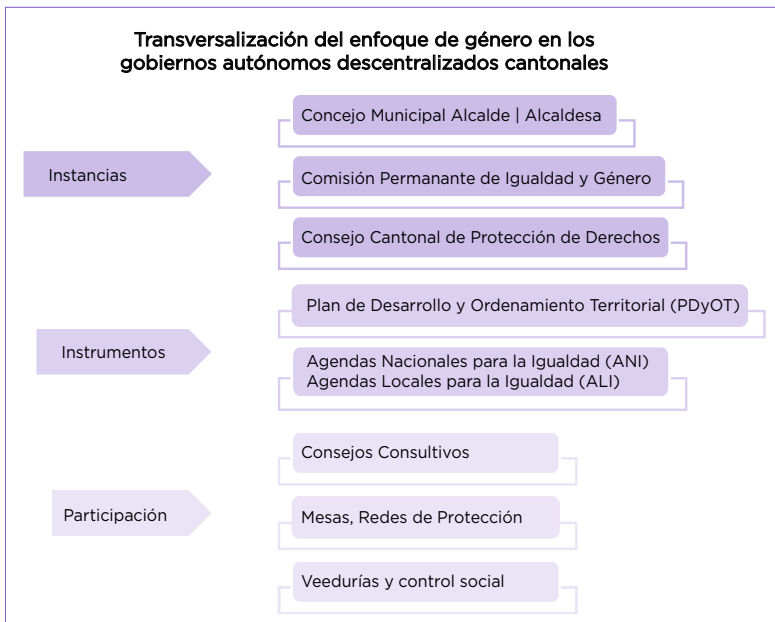 Transversalización del enfoque de género en los
gobiernos autónomos descentralizados cantonales
Instancias
Concejo Municipal Alcalde | Alcaldesa
Comisión Permanante de Igualdad y Género
Consejo Cantonal de Protección de Derechos
Instrumentos
Plan de Desarrollo y Ordenamiento Territorial (PDyOT)
Agendas Nacionales para la Igualdad (ANI)
Agendas Locales para la Igualdad (ALI)
Participación
Consejos Consultivos
Mesas, Redes de Protección
Veedurías y control social